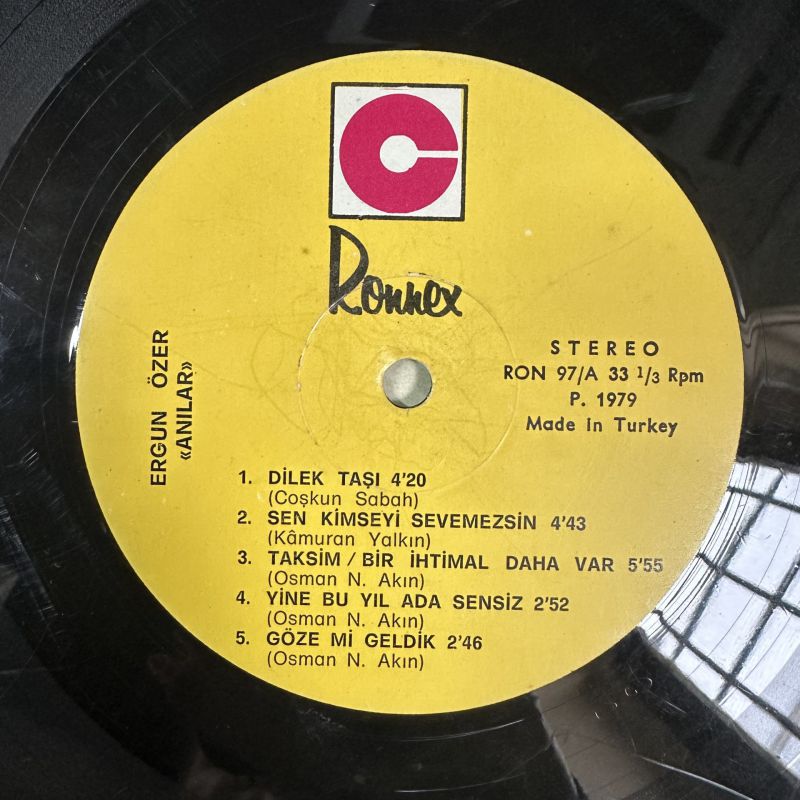 Ronnex
STEREO
RON 97/A 33 1/3 Rpm
P. 1979
Made in Turkey
ERGUN ÖZER
«ANILAR»
1. DİLEK TAŞI 4'20
(Coşkun Sabah)
2. SEN KİMSEYİ SEVEMEZSİN 4'43
(Kâmuran Yalkın)
3. TAKSİM / BİR İHTİMAL DAHA VAR 5'55
(Osman N. Akın)
4. YİNE BU YIL ADA SENSİZ 2'52
(Osman N. Akın)
5. GÖZE Mİ GELDİK 2'46
(Osman N. Akın)